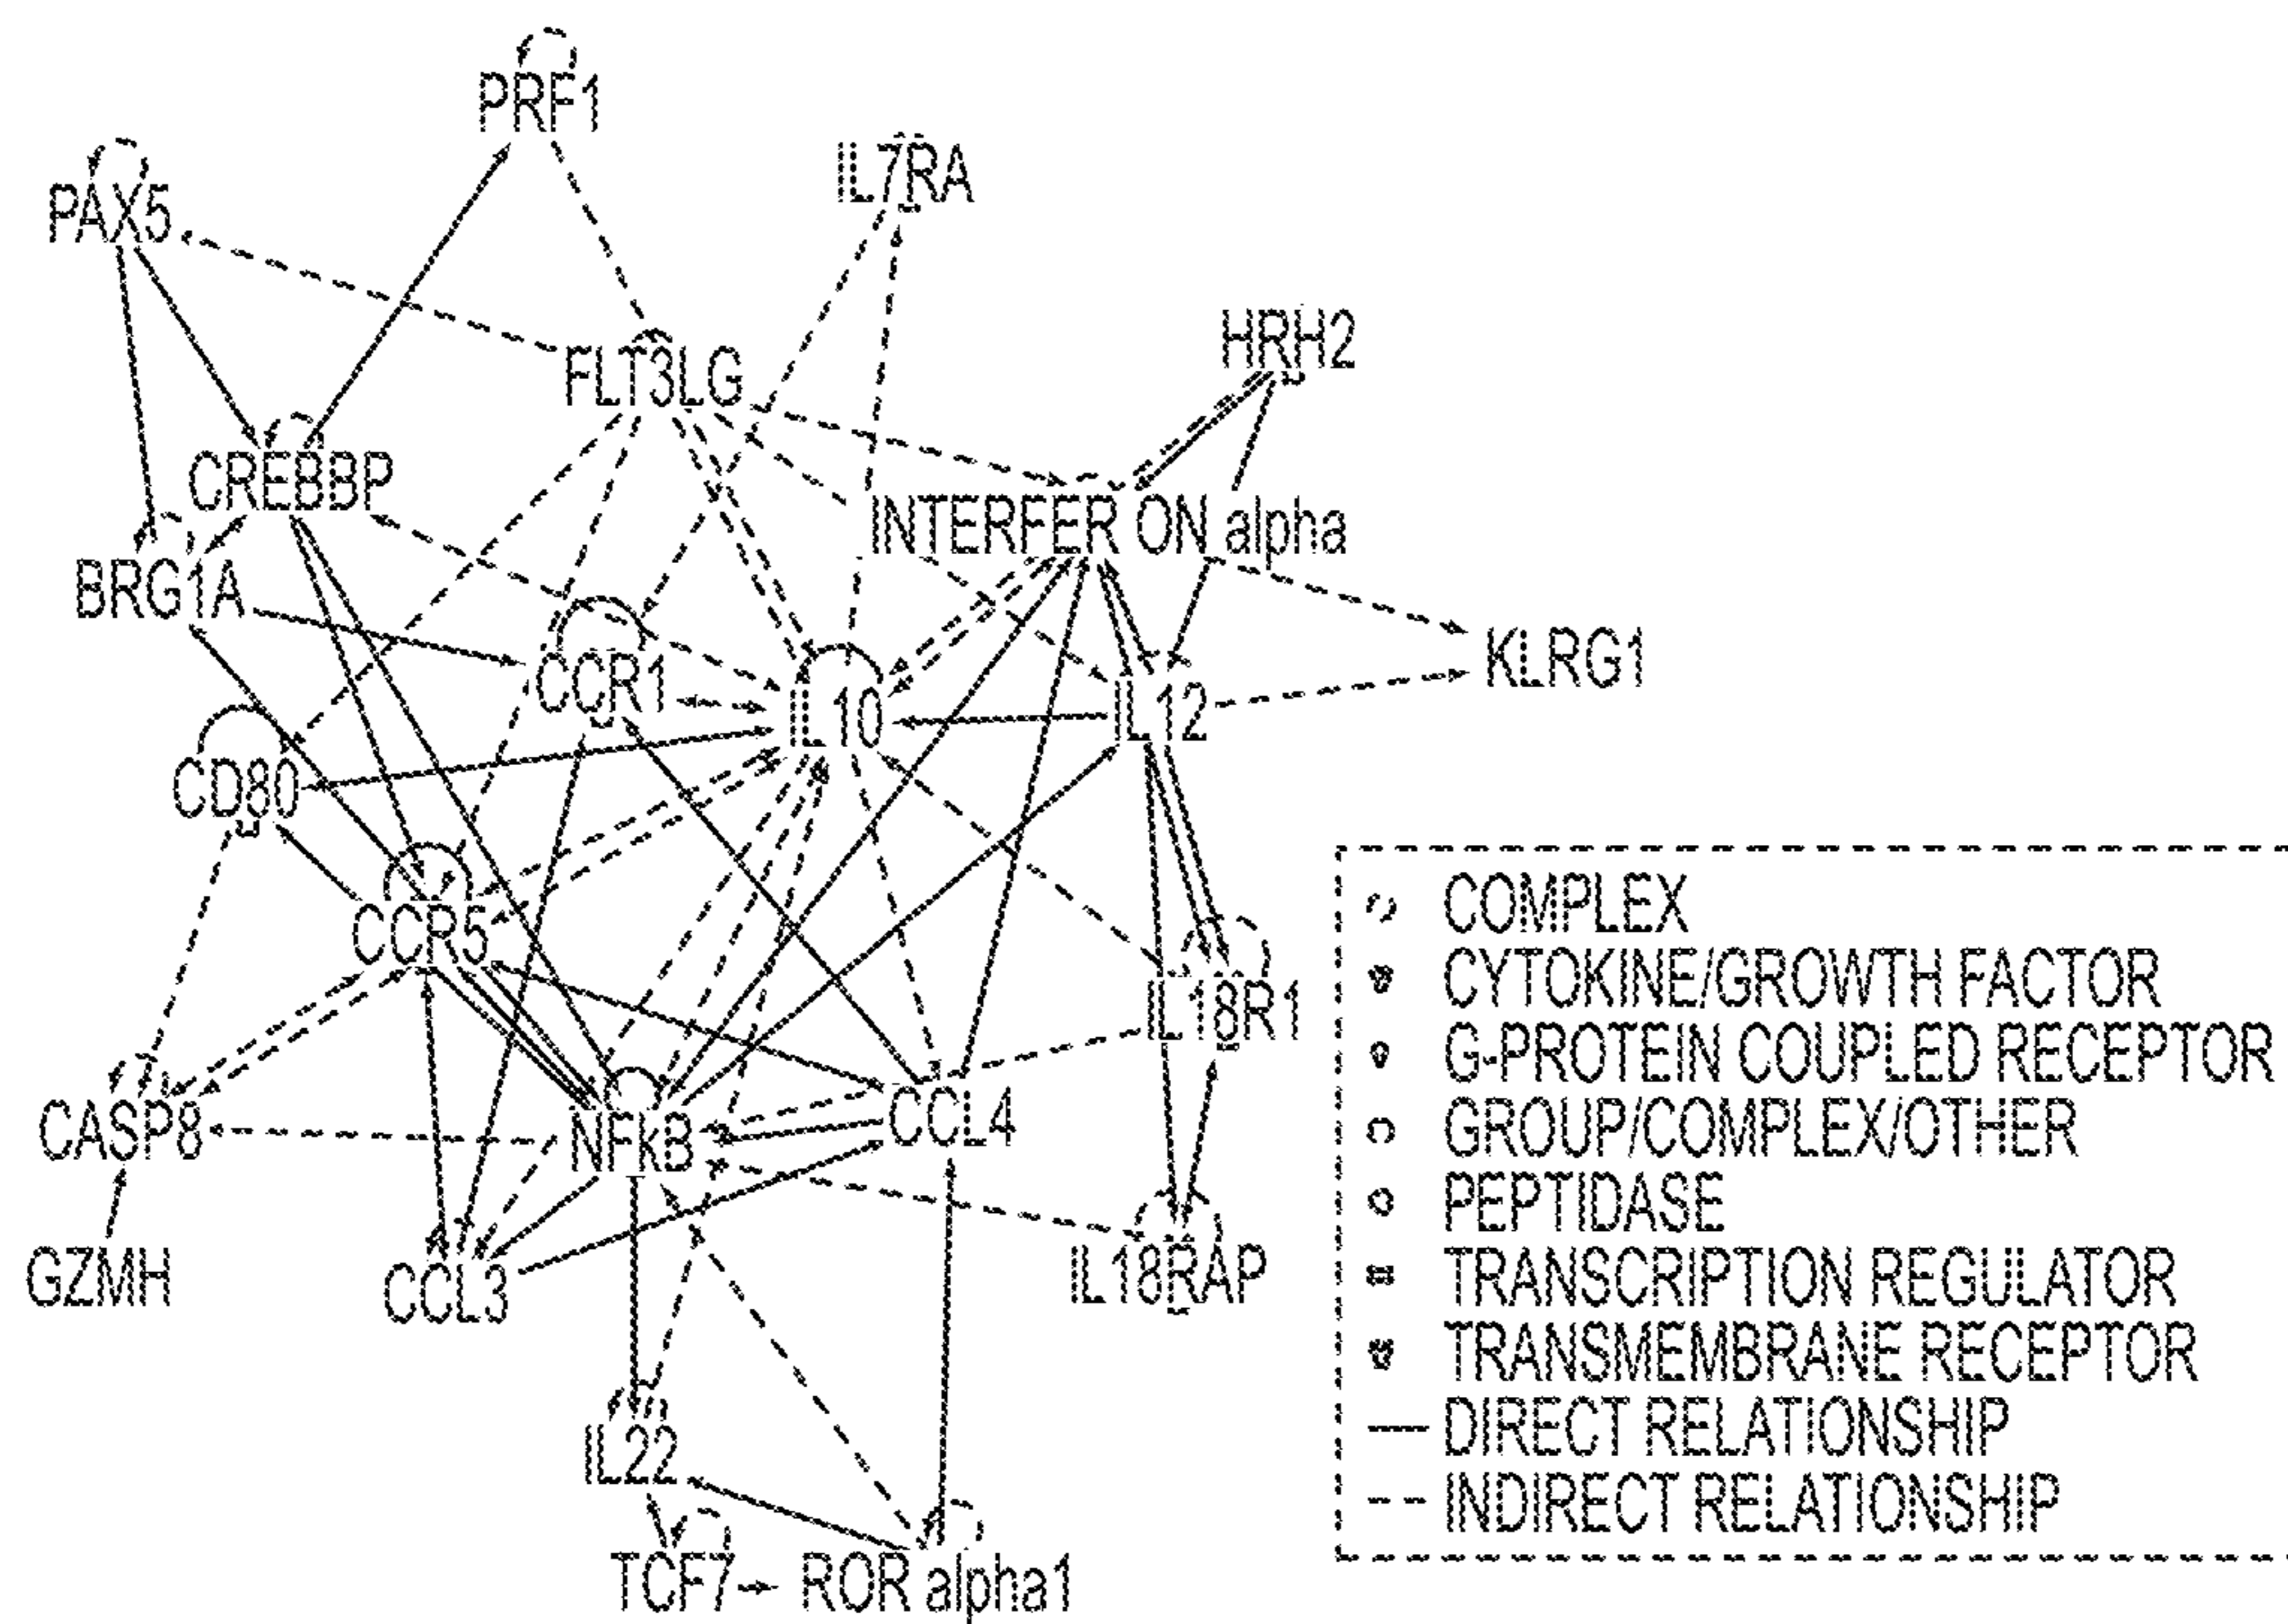 PRF1
IL7RA
PAX5
HRH2
FLT3LG
CREBBP
INTERFER ON alpha
BRG1A
KLRG1
CCR1
IL10
IL12
CD80
CCR5
IL18R1
CASP8
NFkB
CCL4
GZMH
CCL3
IL18RAP
IL22
TCF7
ROR alpha1
COMPLEX
CYTOKINE/GROWTH FACTOR
G-PROTEIN COUPLED RECEPTOR
GROUP/COMPLEX/OTHER
PEPTIDASE
TRANSCRIPTION REGULATOR
TRANSMEMBRANE RECEPTOR
DIRECT RELATIONSHIP
INDIRECT RELATIONSHIP